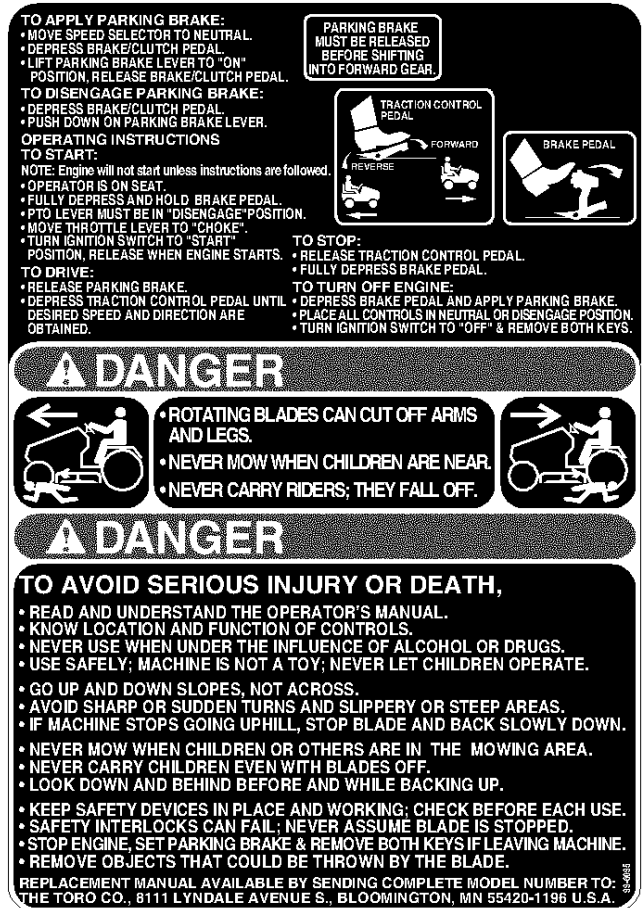 TO APPLY PARKING BRAKE:
• MOVE SPEED SELECTOR TO NEUTRAL.
• DEPRESS BRAKE/CLUTCH PEDAL.
• LIFT PARKING BRAKE LEVER TO "ON"
POSITION, RELEASE BRAKE/CLUTCH PEDAL.
TO DISENGAGE PARKING BRAKE:
• DEPRESS BRAKE/CLUTCH PEDAL.
• PUSH DOWN ON PARKING BRAKE LEVER.
PARKING BRAKE
MUST BE RELEASED
BEFORE SHIFTING
INTO FORWARD GEAR.
OPERATING INSTRUCTIONS
TO START:
NOTE: Engine will not start unless instructions are followed.
• OPERATOR IS ON SEAT.
• FULLY DEPRESS AND HOLD BRAKE PEDAL.
• PTO LEVER MUST BE IN "DISENGAGE" POSITION.
• MOVE THROTTLE LEVER TO "CHOKE".
• TURN IGNITION SWITCH TO "START"
POSITION, RELEASE WHEN ENGINE STARTS.
TO DRIVE:
• RELEASE PARKING BRAKE.
• DEPRESS TRACTION CONTROL PEDAL UNTIL
DESIRED SPEED AND DIRECTION ARE
OBTAINED.
TRACTION CONTROL
PEDAL
FORWARD
REVERSE
BRAKE PEDAL
TO STOP:
• RELEASE TRACTION CONTROL PEDAL.
• FULLY DEPRESS BRAKE PEDAL.
TO TURN OFF ENGINE:
• DEPRESS BRAKE PEDAL AND APPLY PARKING BRAKE.
• PLACE ALL CONTROLS IN NEUTRAL OR DISENGAGE POSITION.
• TURN IGNITION SWITCH TO "OFF" & REMOVE BOTH KEYS.
DANGER
• ROTATING BLADES CAN CUT OFF ARMS
AND LEGS.
• NEVER MOW WHEN CHILDREN ARE NEAR.
• NEVER CARRY RIDERS; THEY FALL OFF.
DANGER
TO AVOID SERIOUS INJURY OR DEATH,
• READ AND UNDERSTAND THE OPERATOR'S MANUAL.
• KNOW LOCATION AND FUNCTION OF CONTROLS.
• NEVER USE WHEN UNDER THE INFLUENCE OF ALCOHOL OR DRUGS.
• USE SAFELY; MACHINE IS NOT A TOY; NEVER LET CHILDREN OPERATE.
• GO UP AND DOWN SLOPES, NOT ACROSS.
• AVOID SHARP OR SUDDEN TURNS AND SLIPPERY OR STEEP AREAS.
• IF MACHINE STOPS GOING UPHILL, STOP BLADE AND BACK SLOWLY DOWN.
• NEVER MOW WHEN CHILDREN OR OTHERS ARE IN THE MOWING AREA.
• NEVER CARRY CHILDREN EVEN WITH BLADES OFF.
• LOOK DOWN AND BEHIND BEFORE AND WHILE BACKING UP.
• KEEP SAFETY DEVICES IN PLACE AND WORKING; CHECK BEFORE EACH USE.
• SAFETY INTERLOCKS CAN FAIL; NEVER ASSUME BLADE IS STOPPED.
• STOP ENGINE, SET PARKING BRAKE & REMOVE BOTH KEYS IF LEAVING MACHINE.
• REMOVE OBJECTS THAT COULD BE THROWN BY THE BLADE.
REPLACEMENT MANUAL AVAILABLE BY SENDING COMPLETE MODEL NUMBER TO:
THE TORO CO., 8111 LYNDALE AVENUE S., BLOOMINGTON, MN 55420-1196 U.S.A.